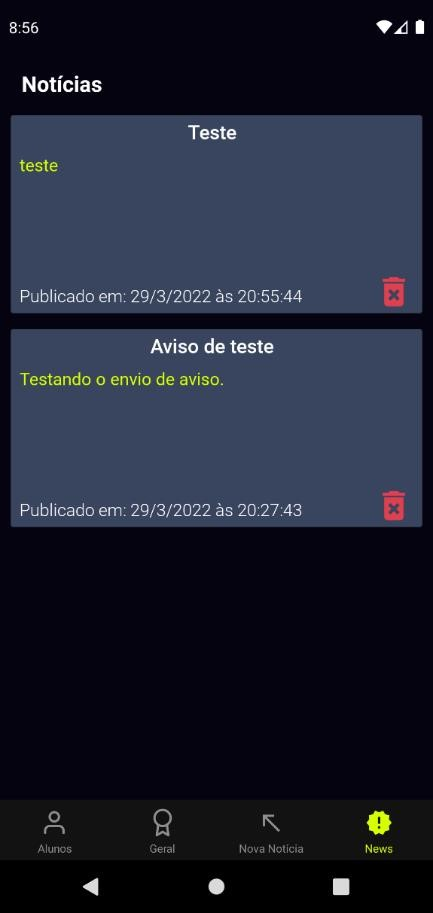 8:56
Notícias
Teste
teste
Publicado em: 29/3/2022 às 20:55:44
Aviso de teste
Testando o envio de aviso.
Publicado em: 29/3/2022 às 20:27:43
Alunos Geral Nova Notícia News